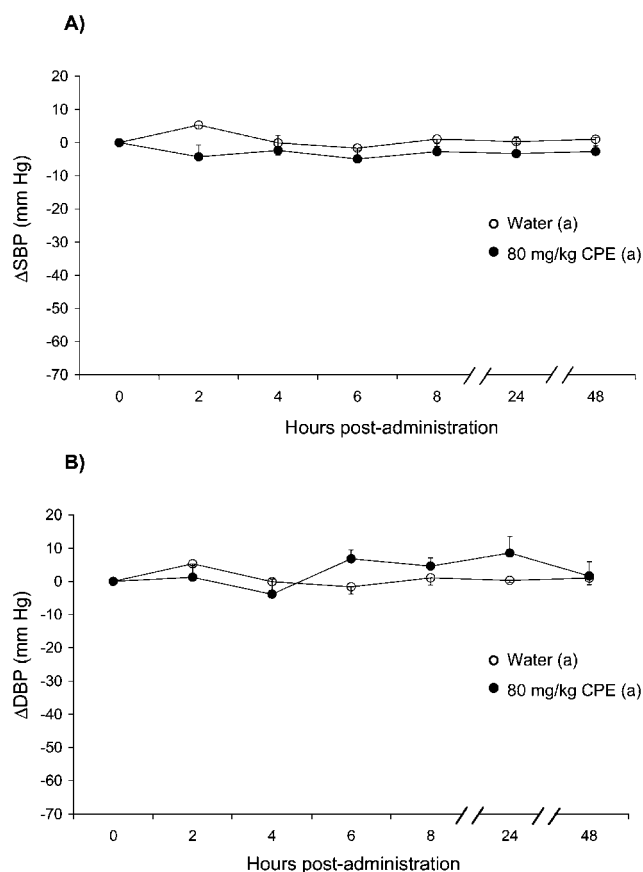 A)
20
10
0
-10
-20
-30
-40
-50
-60
-70
ΔSBP (mm Hg)
Water (a)
80 mg/kg CPE (a)
0 2 4 6 8 24 48
Hours post-administration
B)
20
10
0
-10
-20
-30
-40
-50
-60
-70
ΔDBP (mm Hg)
Water (a)
80 mg/kg CPE (a)
0 2 4 6 8 24 48
Hours post-administration